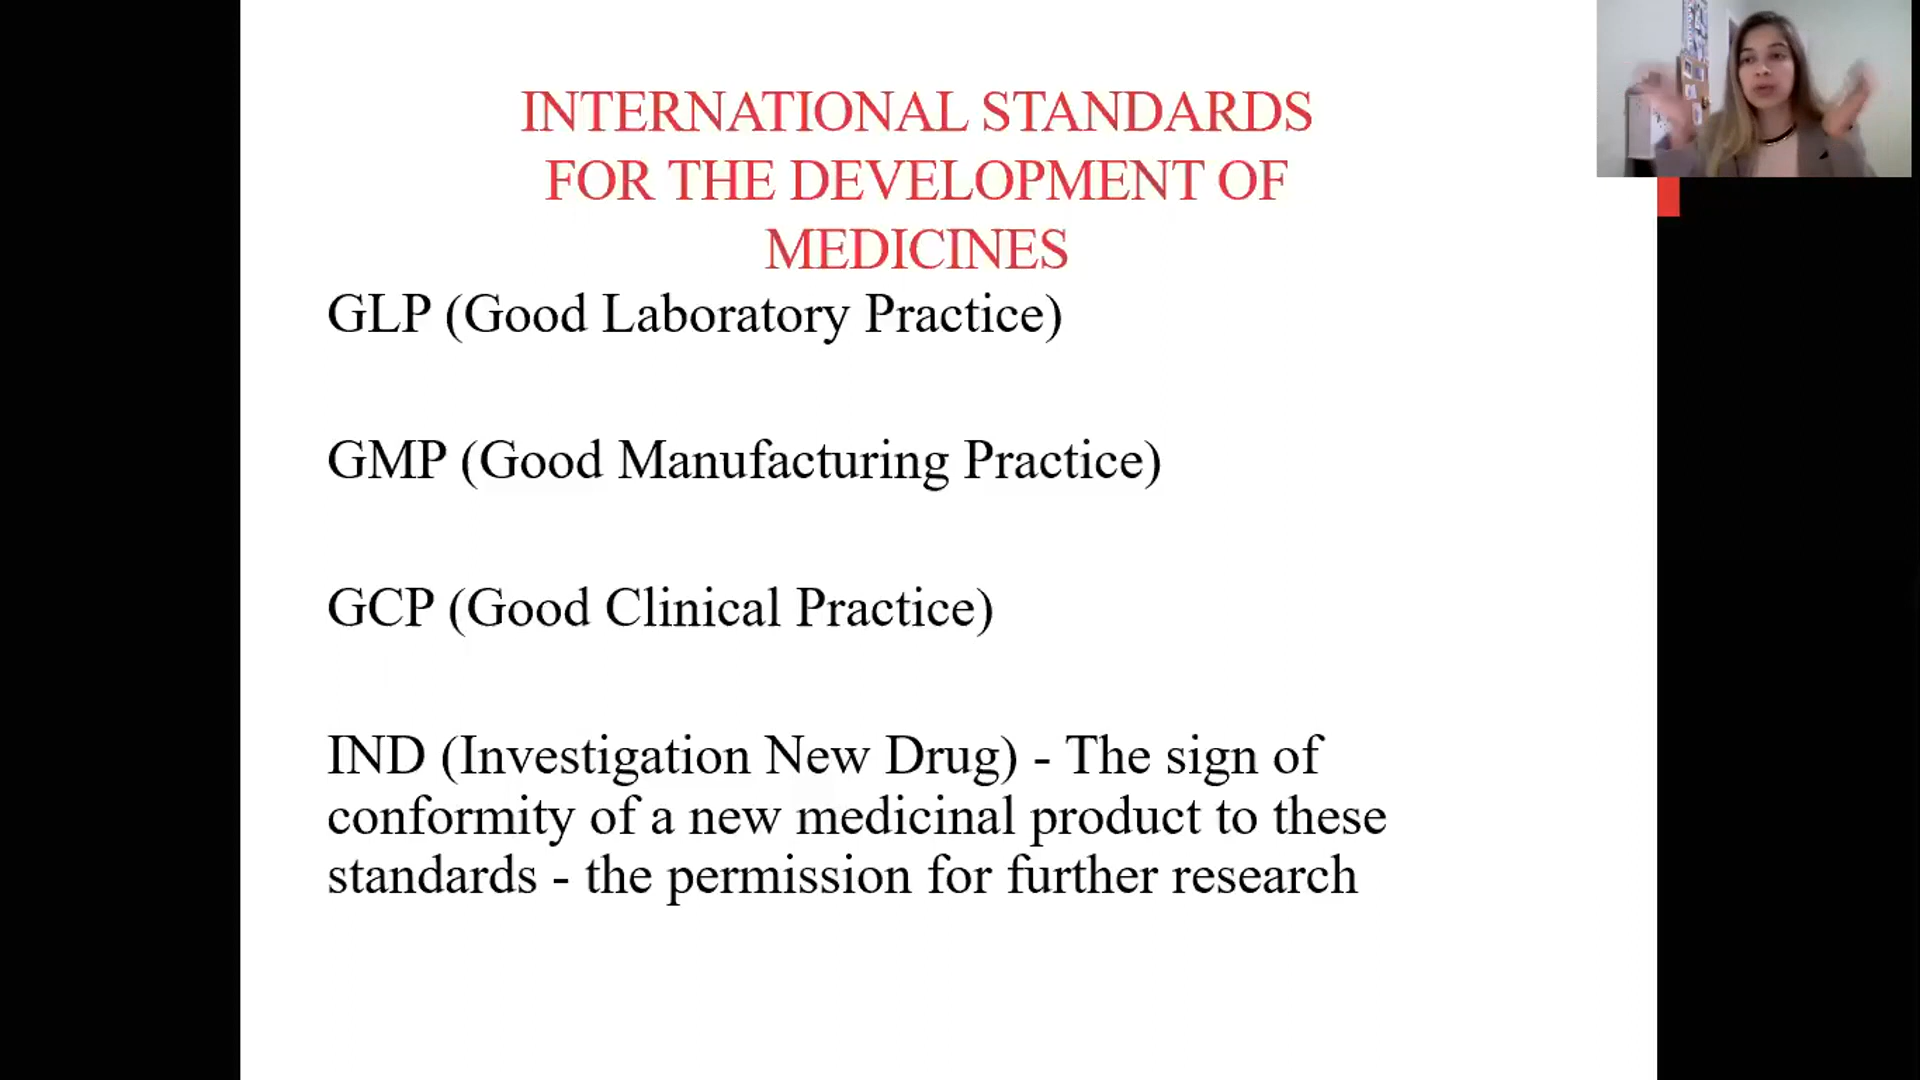 INTERNATIONAL STANDARDS
FOR THE DEVELOPMENT OF
MEDICINES
GLP (Good Laboratory Practice)
GMP (Good Manufacturing Practice)
GCP (Good Clinical Practice)
IND (Investigation New Drug) - The sign of
conformity of a new medicinal product to these
standards - the permission for further research